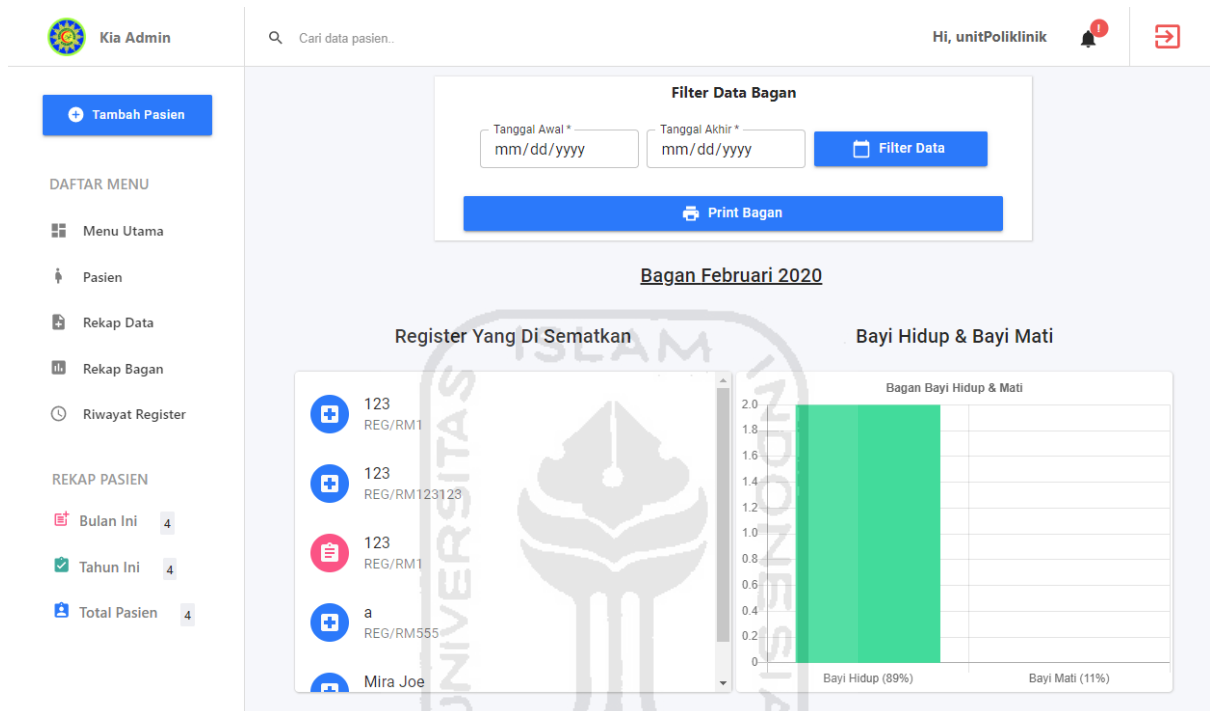 Kia Admin
Cari data pasien..
Hi, unitPoliklinik
!
Tambah Pasien
DAFTAR MENU
Menu Utama
Pasien
Rekap Data
Rekap Bagan
Riwayat Register
REKAP PASIEN
Bulan Ini 4
Tahun Ini 4
Total Pasien 4
Filter Data Bagan
Tanggal Awal *
mm/dd/yyyy
Tanggal Akhir *
mm/dd/yyyy
Filter Data
Print Bagan
Bagan Februari 2020
Register Yang Di Sematkan
123
REG/RM1
123
REG/RM123123
123
REG/RM1
a
REG/RM555
Mira Joe
Bayi Hidup & Bayi Mati
Bagan Bayi Hidup & Mati
2.0
1.8
1.6
1.4
1.2
1.0
0.8
0.6
0.4
0.2
0
Bayi Hidup (89%)
Bayi Mati (11%)
UNIVERSITAS
ISLAM
INDONESIA